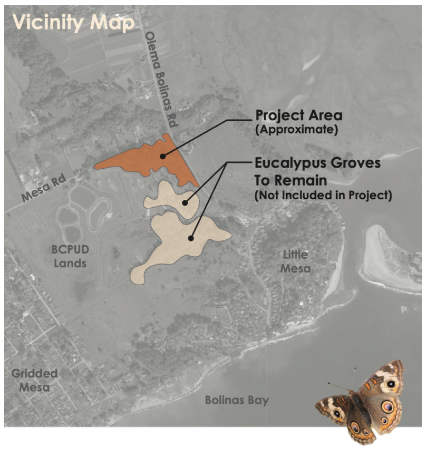 Vicinity Map
Olema Bolinas Rd
Project Area
(Approximate)
Eucalypus Groves
To Remain
(Not Included in Project)
Mesa Rd
BCPUD
Lands
Little
Mesa
Gridded
Mesa
Bolinas Bay